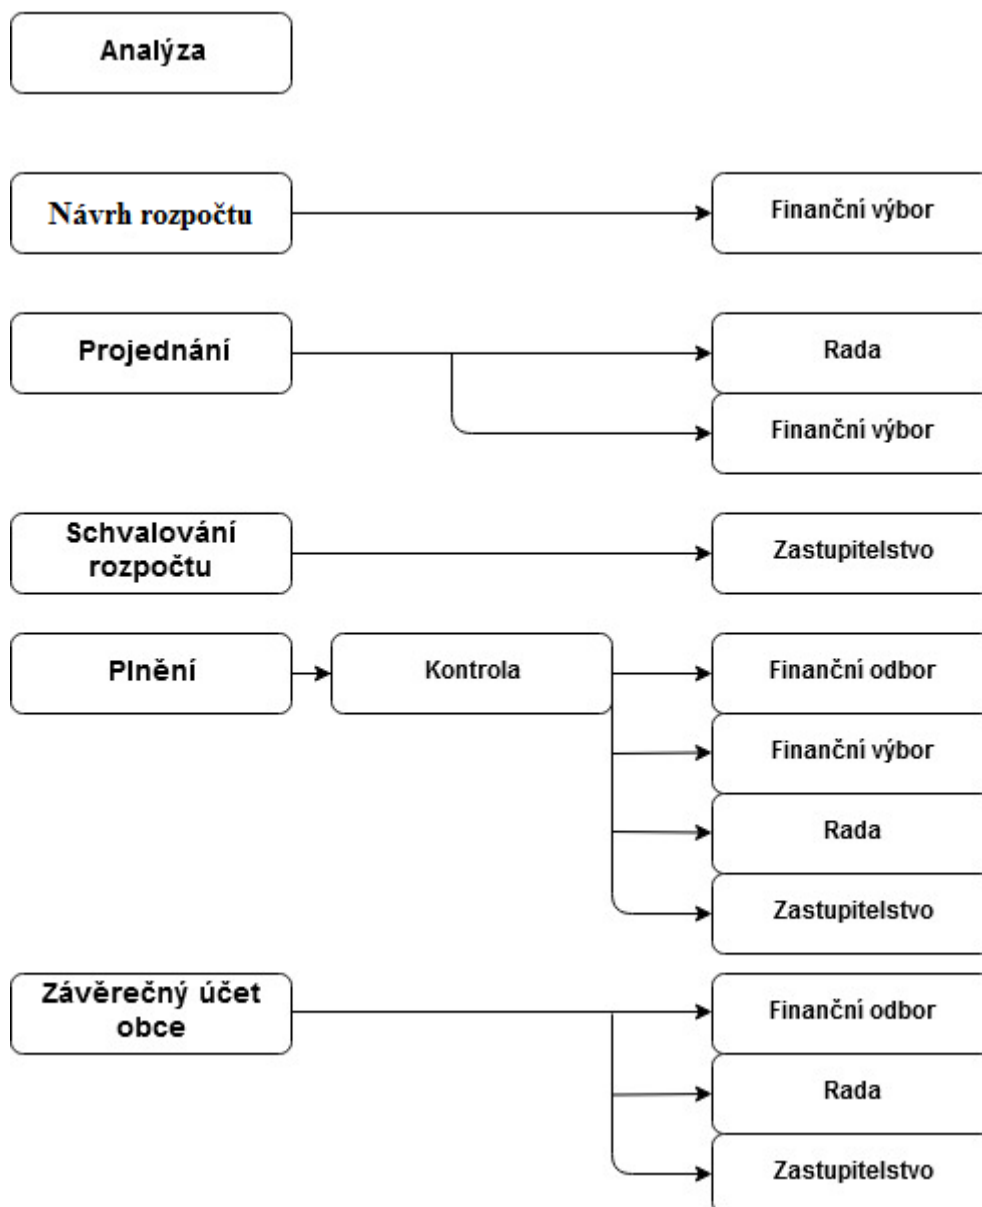 Analýza
Návrh rozpočtu
Finanční výbor
Projednání
Rada
Finanční výbor
Schvalování
rozpočtu
Zastupitelstvo
Plnění
Kontrola
Finanční odbor
Finanční výbor
Rada
Zastupitelstvo
Závěrečný účet
obce
Finanční odbor
Rada
Zastupitelstvo